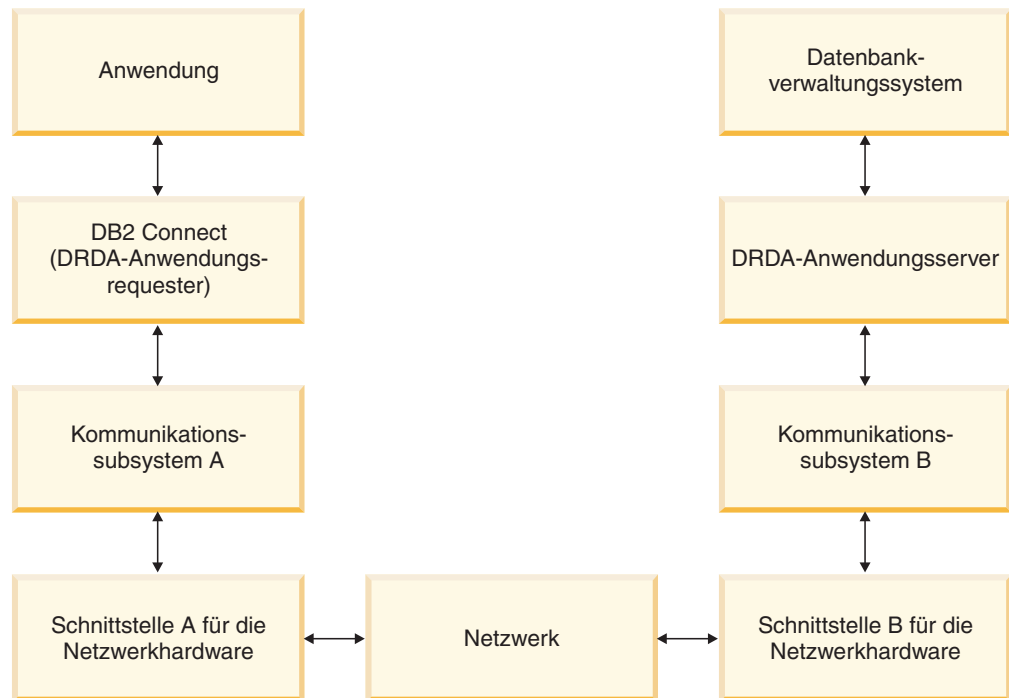 Anwendung
Datenbank-
verwaltungssystem
DB2 Connect
(DRDA-Anwendungs-
requester)
DRDA-Anwendungsserver
Kommunikations-
subsystem A
Kommunikations-
subsystem B
Schnittstelle A für die
Netzwerkhardware
Netzwerk
Schnittstelle B für die
Netzwerkhardware